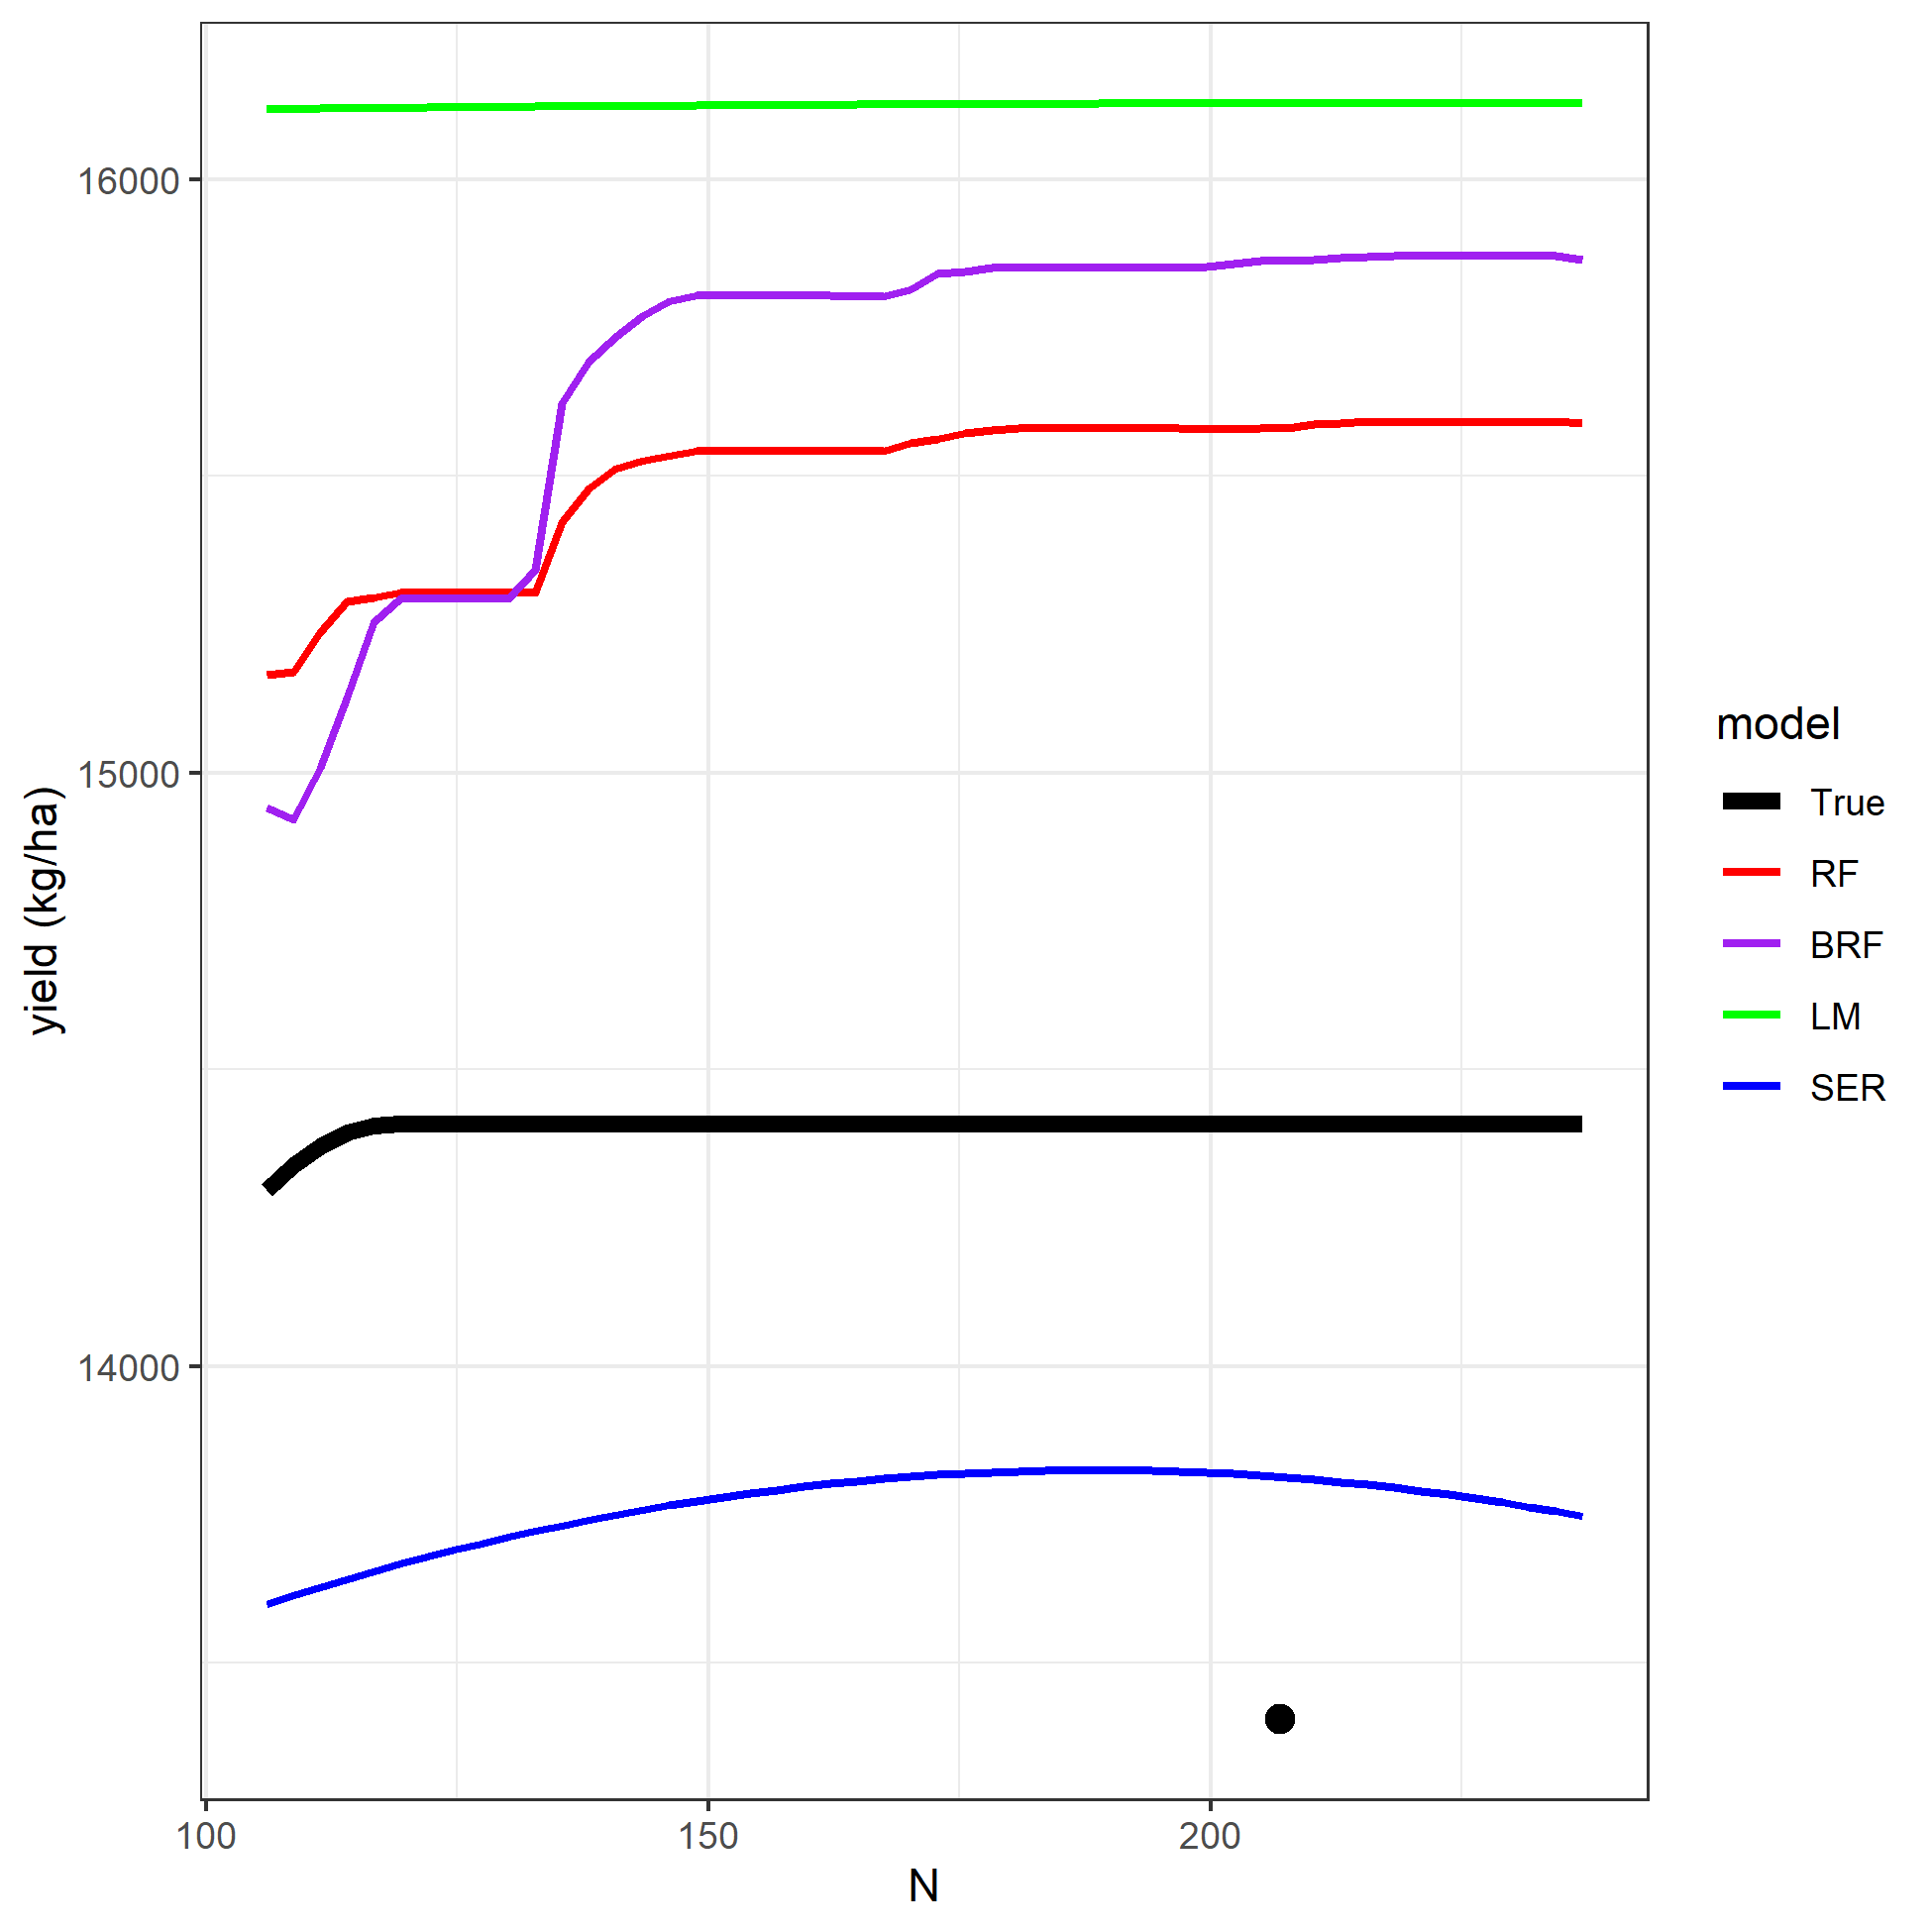 yield (kg/ha)
16000
15000
14000
100
150
200
N
model
True
RF
BRF
LM
SER